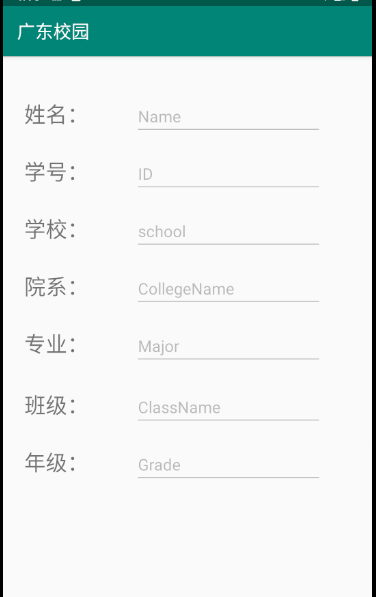 广东校园
姓名： Name
学号： ID
学校： school
院系： CollegeName
专业： Major
班级： ClassName
年级： Grade